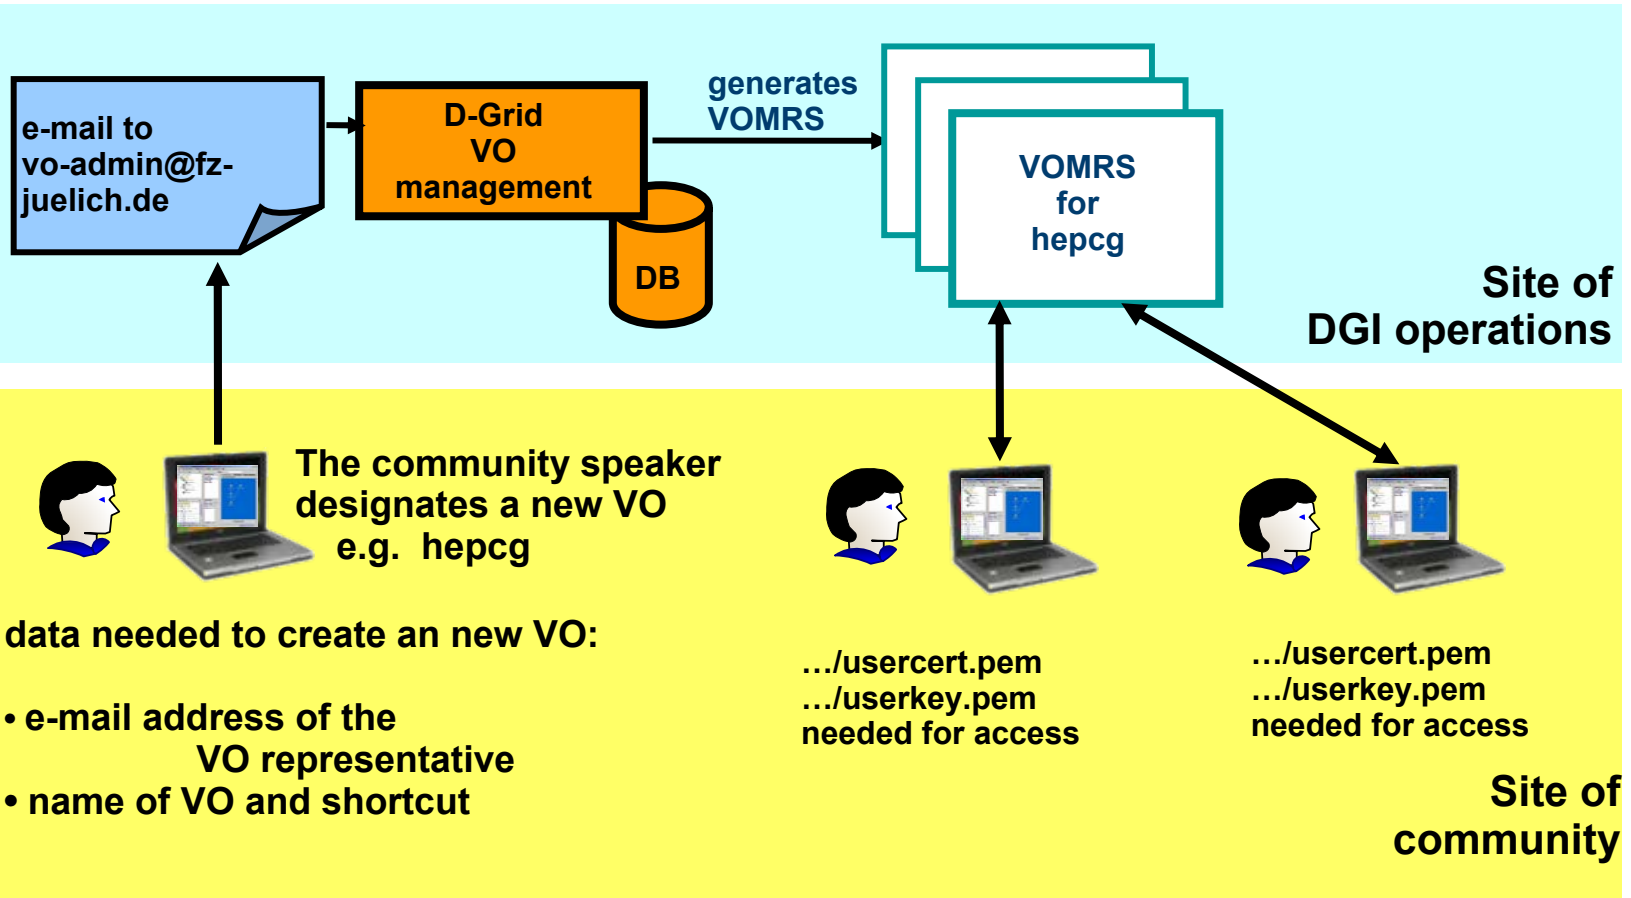 e-mail to
vo-admin@fz-
juelich.de
D-Grid
VO
management
DB
generates
VOMRS
VOMRS
for
hepcg
Site of
DGI operations
The community speaker
designates a new VO
e.g. hepcg
data needed to create an new VO:
• e-mail address of the
VO representative
• name of VO and shortcut
…/usercert.pem
…/userkey.pem
needed for access
…/usercert.pem
…/userkey.pem
needed for access
Site of
community